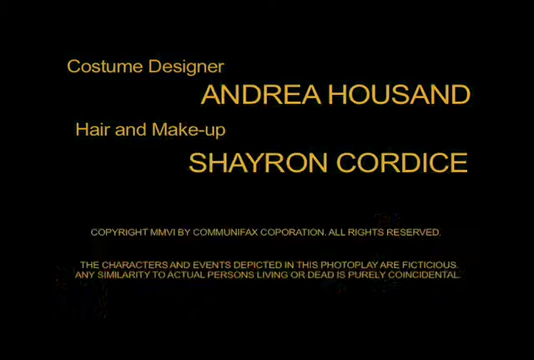 Costume Designer
ANDREA HOUSAND
Hair and Make-up
SHAYRON CORDICE
COPYRIGHT MMVI BY COMMUNIFAX COPORATION. ALL RIGHTS RESERVED.
THE CHARACTERS AND EVENTS DEPICTED IN THIS PHOTOPLAY ARE FICTICIOUS.
ANY SIMILARITY TO ACTUAL PERSONS LIVING OR DEAD IS PURELY COINCIDENTAL.